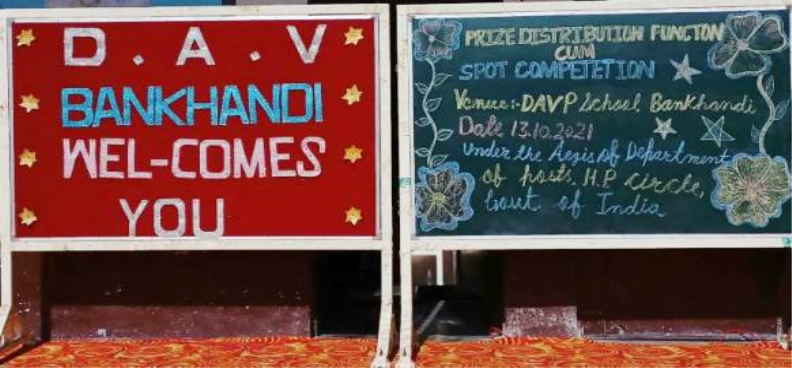 D . A . V
BANKHANDI
WEL-COMES
YOU
PRIZE DISTRIBUTION FUNCTON
CUM
SPOT COMPETETION
Venue:- DAVP School Bankhandi
Date 13.10.2021
Under the Aegis of Department
of posts, H.P Circle,
Govt of India